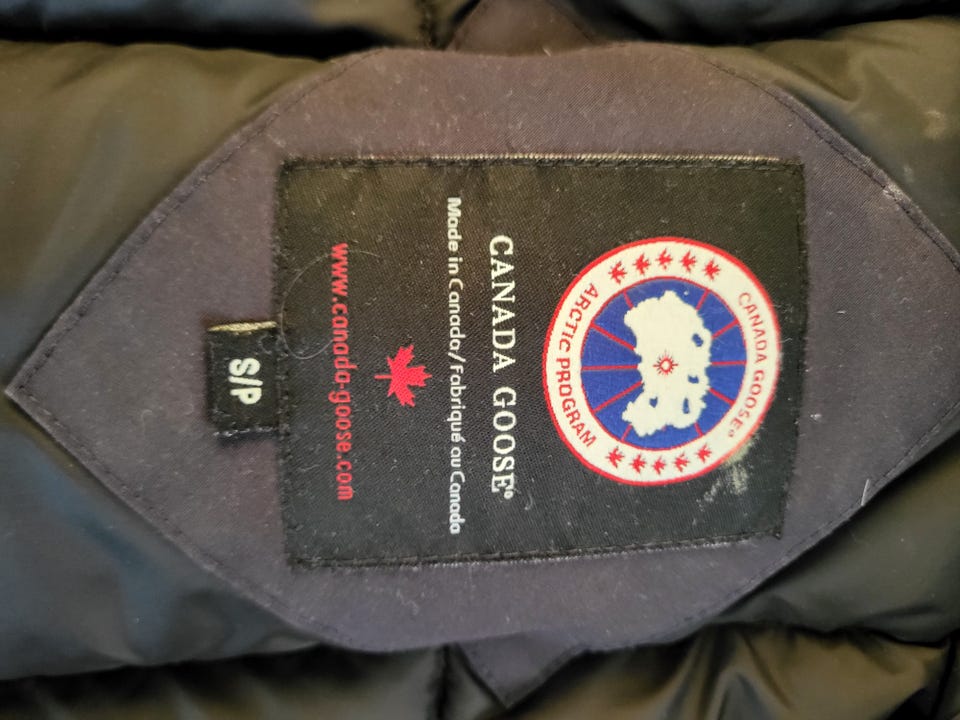 CANADA GOOSE®
ARCTIC PROGRAM
CANADA GOOSE®
Made in Canada/Fabriqué au Canada
www.canada-goose.com
S/P